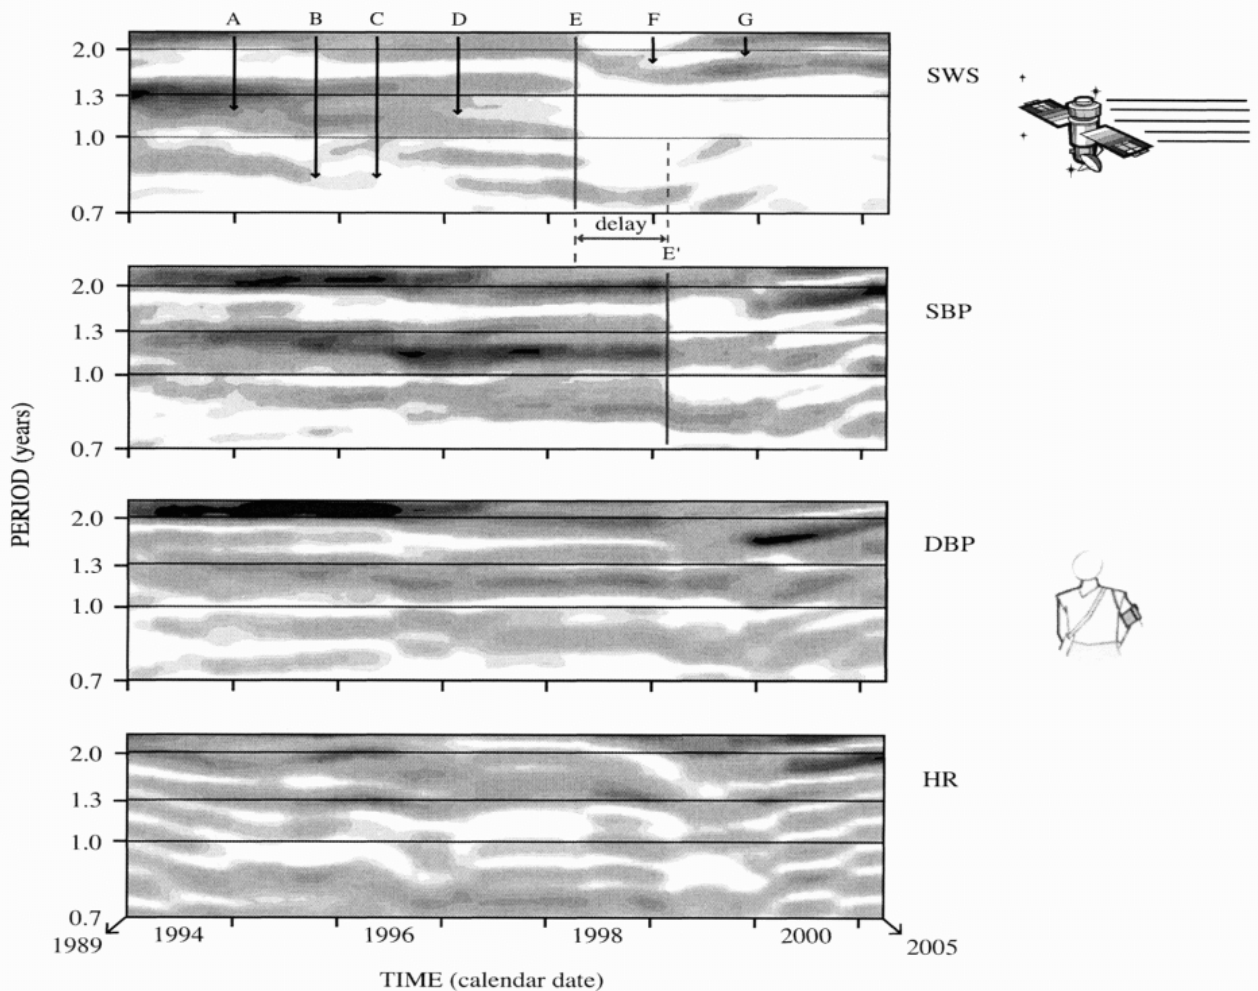 A B C D E F G
2.0
1.3
1.0
0.7
SWS
delay
E'
2.0
1.3
1.0
0.7
SBP
PERIOD (years)
2.0
1.3
1.0
0.7
DBP
2.0
1.3
1.0
0.7
HR
1989 1994 1996 1998 2000 2005
TIME (calendar date)